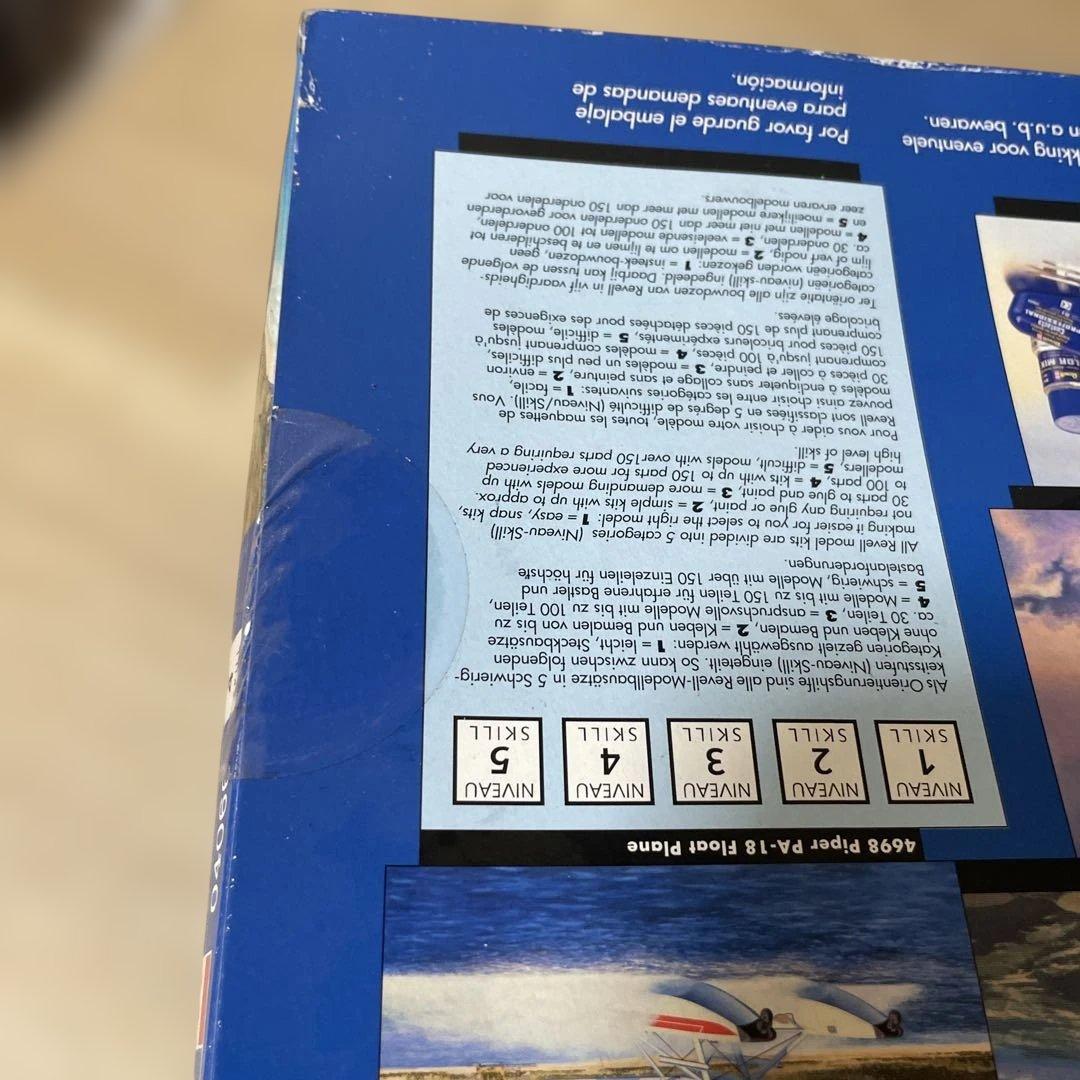 4698 Piper PA-18 Float Plane
NIVEAU 1 SKILL
NIVEAU 2 SKILL
NIVEAU 3 SKILL
NIVEAU 4 SKILL
NIVEAU 5 SKILL
Als Orientierungshilfe sind alle Revell-Modellbausätze in 5 Schwierig-
keitsstufen (Niveau-Skill) eingeteilt. So kann zwischen folgenden
Kategorien gezielt ausgewählt werden: 1 = leicht, Steckbausätze
ohne Kleben und Bemalen, 2 = Kleben und Bemalen von bis zu
ca. 30 Teilen, 3 = anspruchsvolle Modelle mit bis zu 100 Teilen,
4 = Modelle mit bis zu 150 Teilen für erfahrene Bastler und
5 = schwierig, Modelle mit über 150 Einzelteilen für höchste
Bastelanforderungen.
All Revell model kits are divided into 5 categories (Niveau-Skill)
making it easier for you to select the right model: 1 = easy, snap kits,
not requiring any glue or paint, 2 = simple kits with up to approx.
30 parts to glue and paint, 3 = more demanding models with up
to 100 parts, 4 = kits with up to 150 parts for more experienced
modellers, 5 = difficult, models with over 150 parts requiring a very
high level of skill.
Pour vous aider à choisir votre modèle, toutes les maquettes de
Revell sont classifiées en 5 degrés de difficulté (Niveau/Skill). Vous
pouvez ainsi choisir entre les catégories suivantes: 1 = facile,
modèles à encliqueter sans collage et sans peinture, 2 = environ
30 pièces à coller et peindre, 3 = modèles un peu plus difficiles,
comprenant jusqu'à 100 pièces, 4 = modèles comprenant jusqu'à
150 pièces pour bricoleurs expérimentés, 5 = difficile, modèles
comprenant plus de 150 pièces détachées pour des exigences de
bricolage élevées.
Ter oriëntatie zijn alle bouwdozen van Revell in vijf vaardigheids-
categorieën (niveau-skill) ingedeeld. Daarbij kan tussen de volgende
categorieën worden gekozen: 1 = insteek-bouwdozen, geen
lijm of verf nodig, 2 = modellen om te lijmen en te beschilderen tot
ca. 30 onderdelen, 3 = veeleisende modellen tot 100 onderdelen,
4 = modellen met niet meer dan 150 onderdelen voor gevorderden
en 5 = moeilijkere modellen met meer dan 150 onderdelen voor
zeer ervaren modelbouwers.
kking voor eventuele
n a.u.b. bewaren.
Por favor guarde el embalaje
para eventuaes demandas de
información.